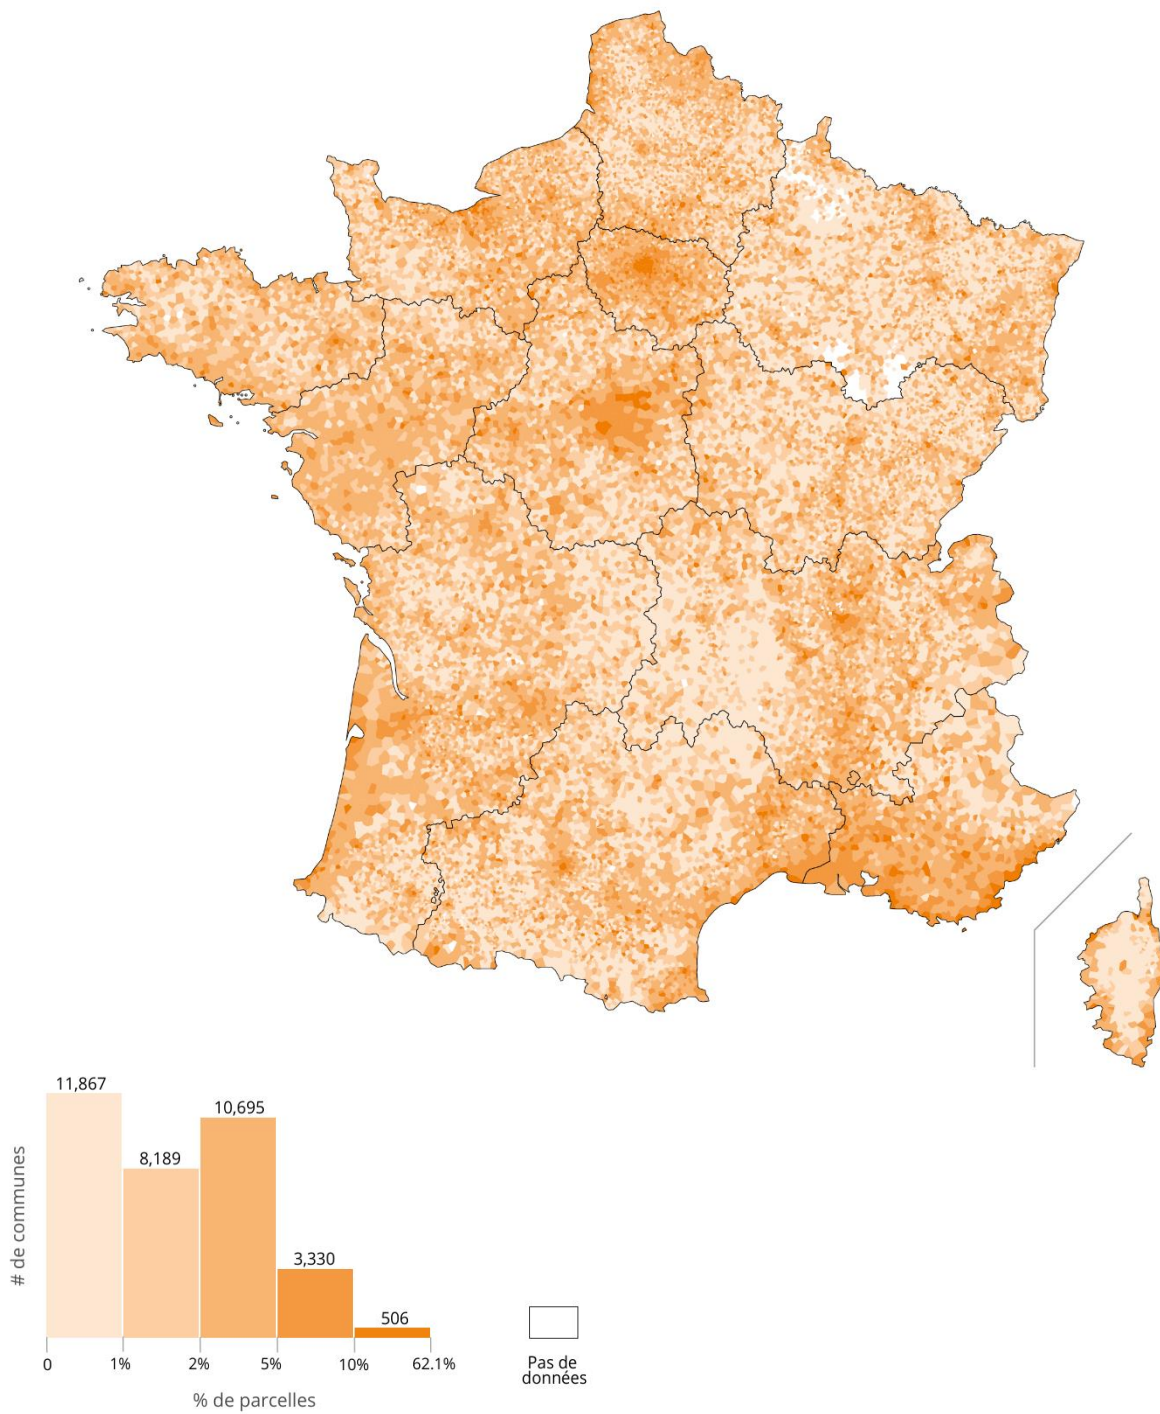 11,867
10,695
8,189
3,330
506
# de communes
0
1%
2%
5%
10%
62.1%
% de parcelles
Pas de
données